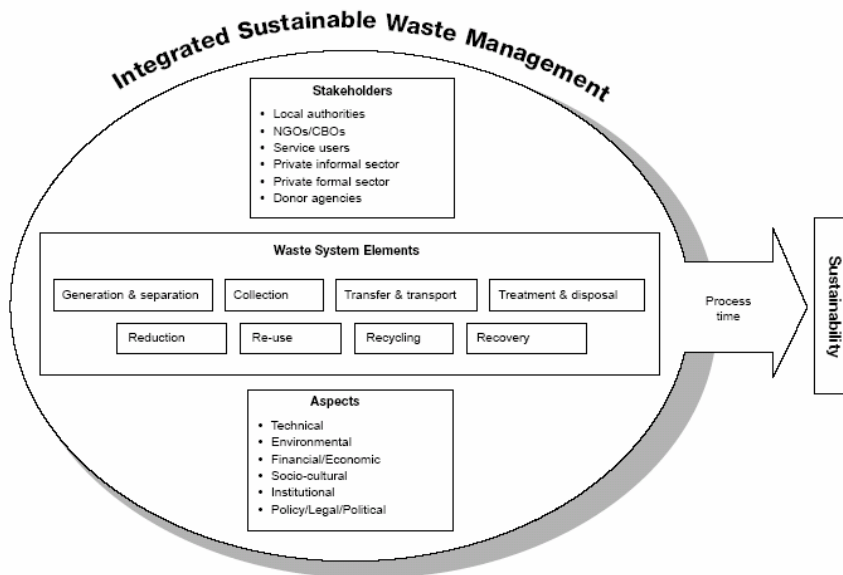 Integrated Sustainable Waste Management
Stakeholders
• Local authorities
• NGOs/CBOs
• Service users
• Private informal sector
• Private formal sector
• Donor agencies
Waste System Elements
Generation & separation
Collection
Transfer & transport
Treatment & disposal
Reduction
Re-use
Recycling
Recovery
Aspects
• Technical
• Environmental
• Financial/Economic
• Socio-cultural
• Institutional
• Policy/Legal/Political
Process
time
Sustainability